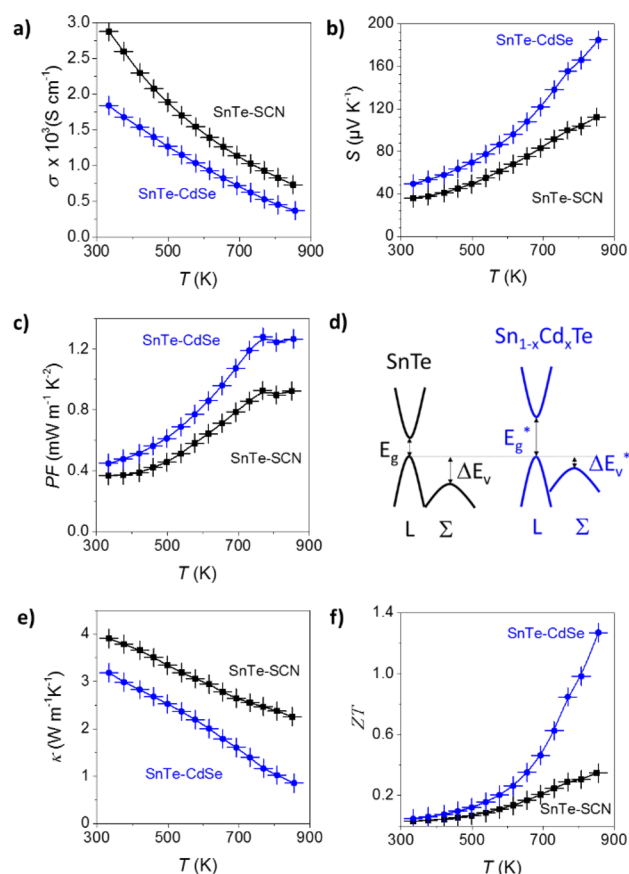 a)
3.0
2.5
2.0
1.5
1.0
0.5
0.0
σ x 10³(S cm⁻¹)
SnTe-SCN
SnTe-CdSe
300 500 700 900
T (K)
b)
200
160
120
80
40
0
S (µV K⁻¹)
SnTe-CdSe
SnTe-SCN
300 500 700 900
T (K)
c)
1.2
0.8
0.4
0.0
PF (mW m⁻¹ K⁻²)
SnTe-CdSe
SnTe-SCN
300 500 700 900
T (K)
d)
SnTe
Sn₁₋ₓCdₓTe
E_g
ΔE_v
E_g*
ΔE_v*
L Σ
L Σ
e)
4
3
2
1
0
κ (W m⁻¹K⁻¹)
SnTe-SCN
SnTe-CdSe
300 500 700 900
T (K)
f)
1.4
1.0
0.6
0.2
ZT
SnTe-CdSe
SnTe-SCN
300 500 700 900
T (K)